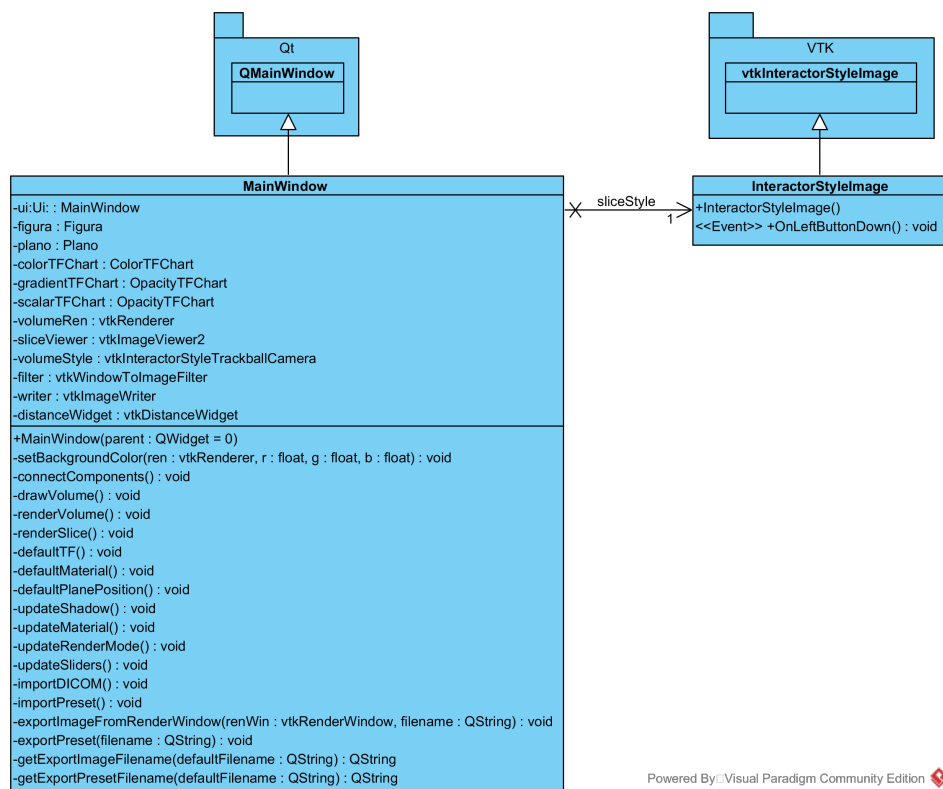 Qt
QMainWindow
VTK
vtkInteractorStyleImage
MainWindow
-ui:Ui: : MainWindow
-figura : Figura
-plano : Plano
-colorTFChart : ColorTFChart
-gradientTFChart : OpacityTFChart
-scalarTFChart : OpacityTFChart
-volumeRen : vtkRenderer
-sliceViewer : vtkImageViewer2
-volumeStyle : vtkInteractorStyleTrackballCamera
-filter : vtkWindowToImageFilter
-writer : vtkImageWriter
-distanceWidget : vtkDistanceWidget
+MainWindow(parent : QWidget = 0)
-setBackgroundColor(ren : vtkRenderer, r : float, g : float, b : float) : void
-connectComponents() : void
-drawVolume() : void
-renderVolume() : void
-renderSlice() : void
-defaultTF() : void
-defaultMaterial() : void
-defaultPlanePosition() : void
-updateShadow() : void
-updateMaterial() : void
-updateRenderMode() : void
-updateSliders() : void
-importDICOM() : void
-importPreset() : void
-exportImageFromRenderWindow(renWin : vtkRenderWindow, filename : QString) : void
-exportPreset(filename : QString) : void
-getExportImageFilename(defaultFilename : QString) : QString
-getExportPresetFilename(defaultFilename : QString) : QString
sliceStyle
1
InteractorStyleImage
+InteractorStyleImage()
<<Event>> +OnLeftButtonDown() : void
Powered By Visual Paradigm Community Edition